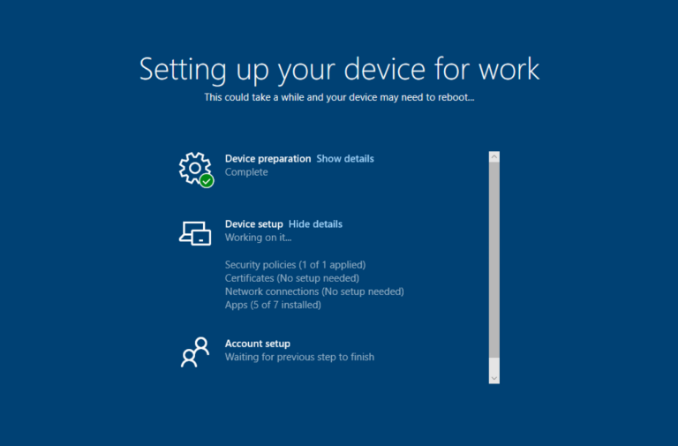 Setting up your device for work
This could take a while and your device may need to reboot...
Device preparation Show details
Complete
Device setup Hide details
Working on it...
Security policies (1 of 1 applied)
Certificates (No setup needed)
Network connections (No setup needed)
Apps (5 of 7 installed)
Account setup
Waiting for previous step to finish